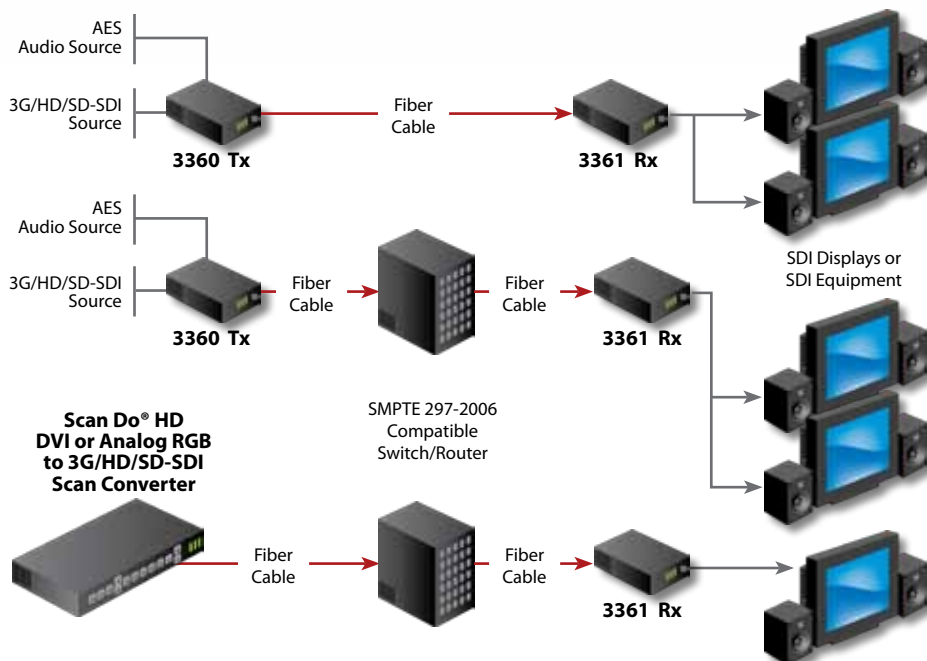 AES
Audio Source
3G/HD/SD-SDI
Source
3360 Tx
Fiber
Cable
3361 Rx
AES
Audio Source
3G/HD/SD-SDI
Source
3360 Tx
Fiber
Cable
Fiber
Cable
3361 Rx
SDI Displays or
SDI Equipment
Scan Do® HD
DVI or Analog RGB
to 3G/HD/SD-SDI
Scan Converter
SMPTE 297-2006
Compatible
Switch/Router
Fiber
Cable
Fiber
Cable
3361 Rx